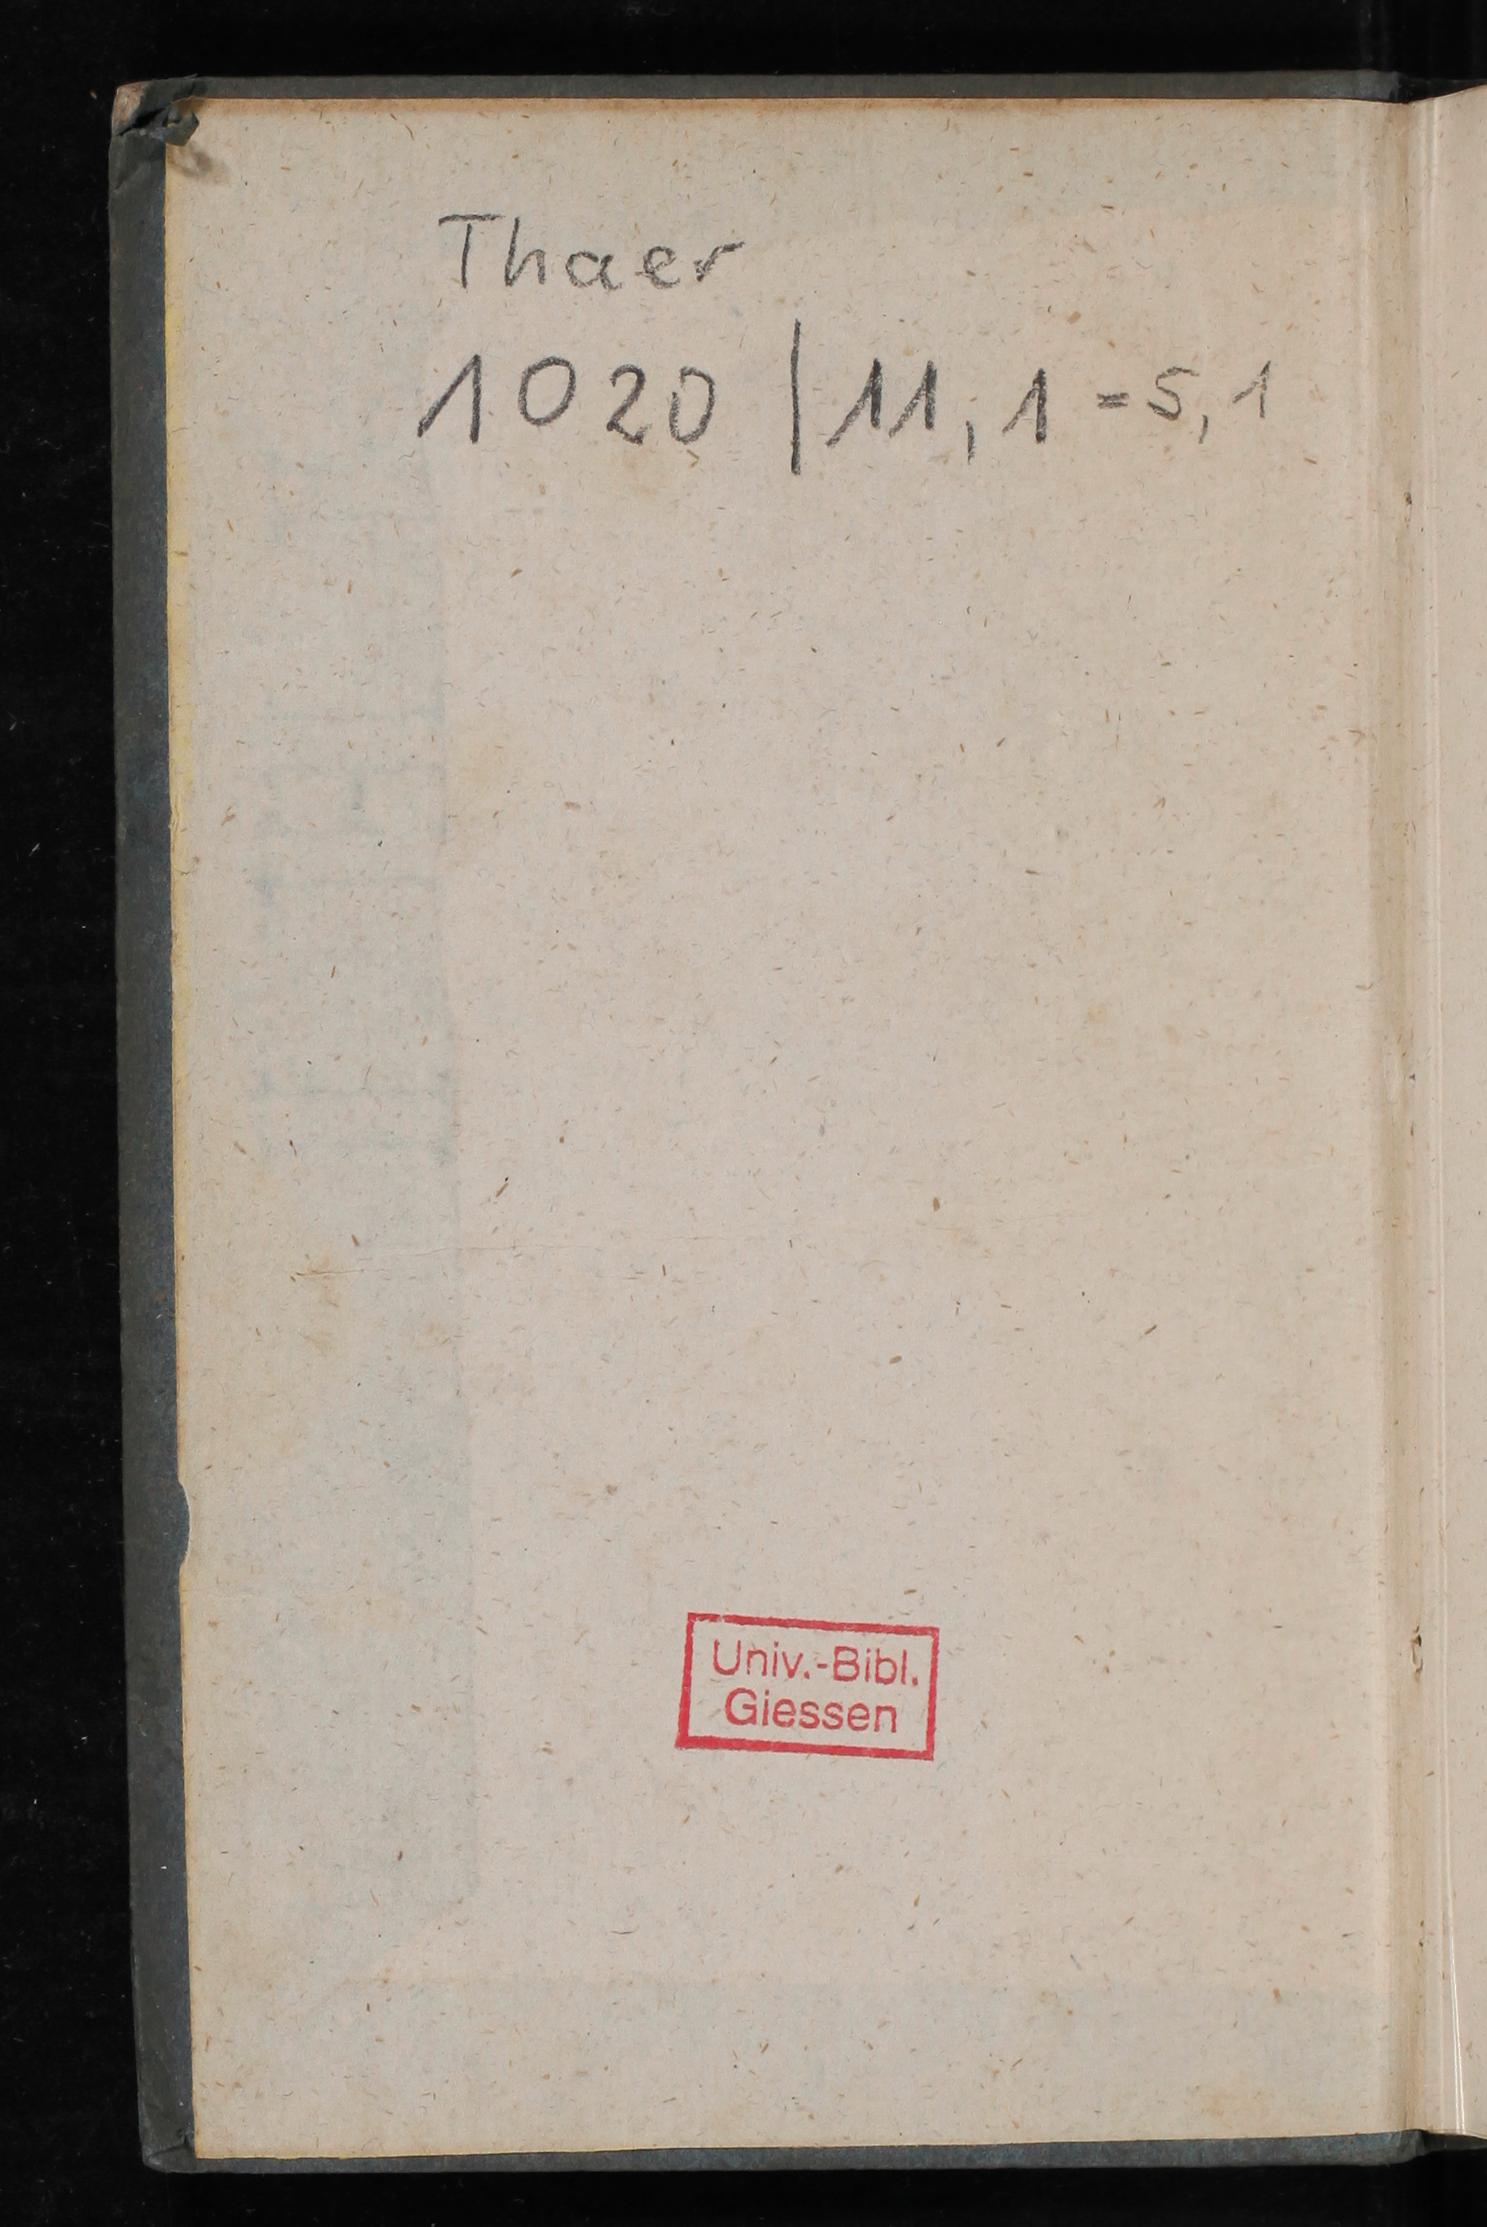 Thaer
1020 | 11, 1 = 5, 1
Univ.-Bibl.
Giessen